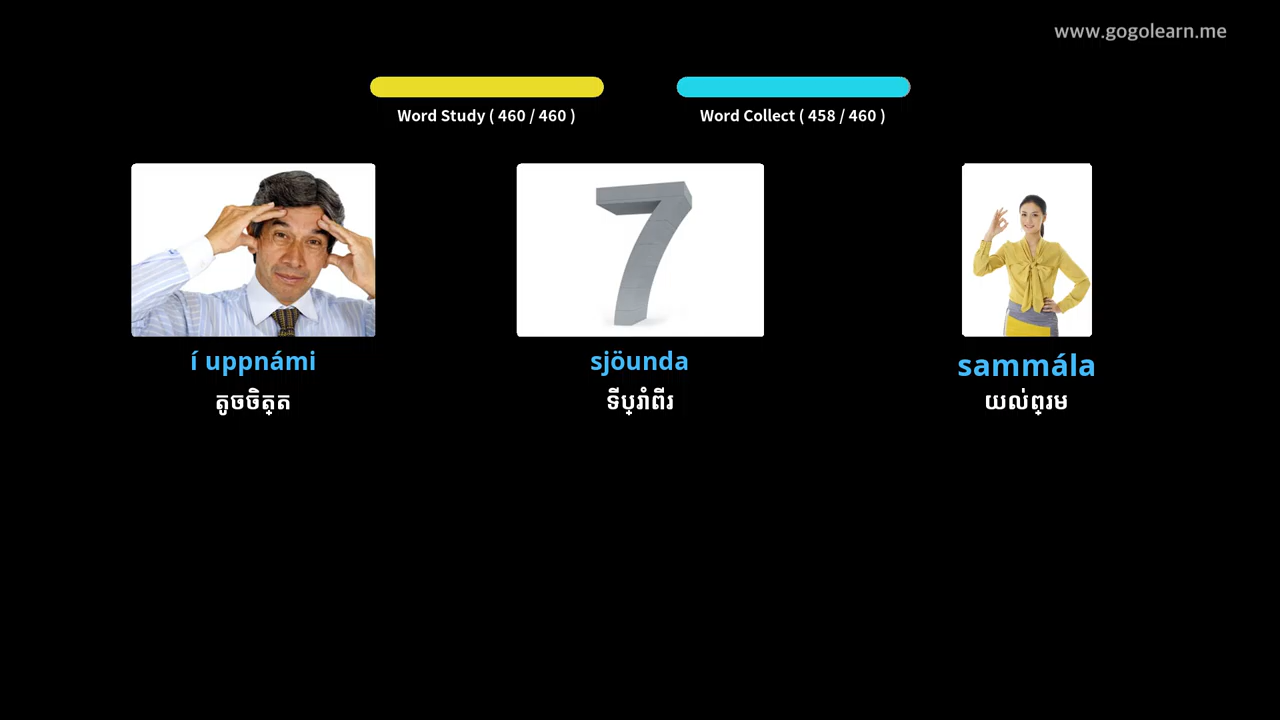 www.gogolearn.me
Word Study ( 460 / 460 )
Word Collect ( 458 / 460 )
í uppnámi
sjöunda
sammála
តូចចិត្ត
ទីប្រាំពីរ
យល់ព្រម